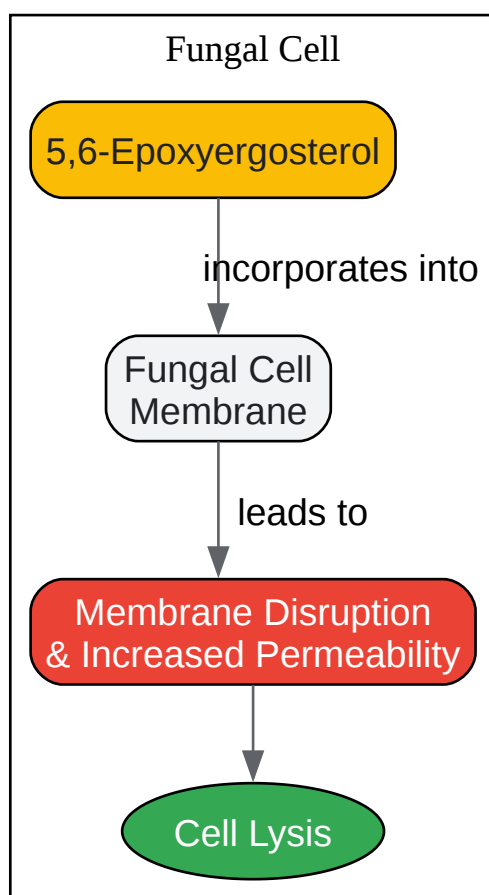 Fungal Cell
5,6-Epoxyergosterol
incorporates into
Fungal Cell
Membrane
leads to
Membrane Disruption
& Increased Permeability
Cell Lysis